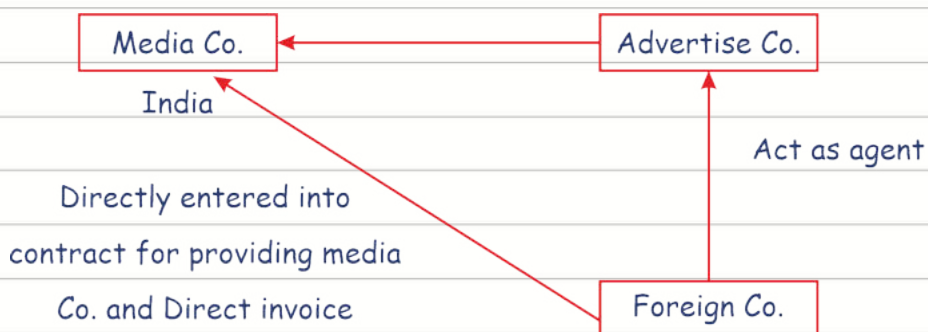 Media Co.
Advertise Co.
India
Act as agent
Directly entered into
contract for providing media
Co. and Direct invoice
Foreign Co.